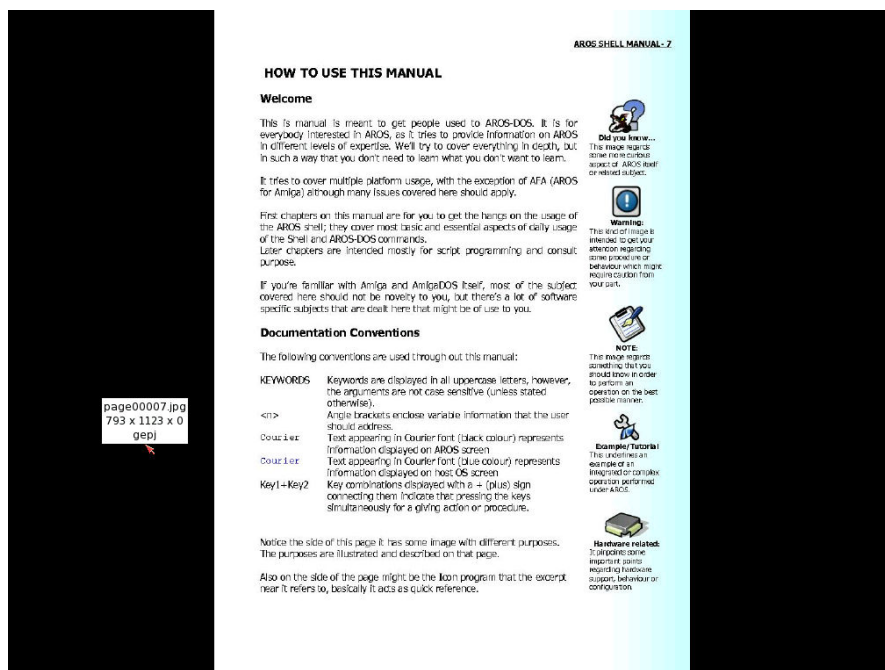 AROS SHELL MANUAL- 7
HOW TO USE THIS MANUAL
Welcome
This is manual is meant to get people used to AROS-DOS. It is for
everybody interested in AROS, as it tries to provide information on AROS
in different levels of expertise. We'll try to cover everything in depth, but
in such a way that you don't need to learn what you don't want to learn.
It tries to cover multiple platform usage, with the exception of AFA (AROS
for Amiga) although many issues covered here should apply.
First chapters on this manual are for you to get the hangs on the usage of
the AROS shell; they cover most basic and essential aspects of daily usage
of the Shell and AROS-DOS commands.
Later chapters are intended mostly for script programming and consult
purpose.
If you're familiar with Amiga and AmigaDOS itself, most of the subject
covered here should not be novelty to you, but there's a lot of software
specific subjects that are dealt here that might be of use to you.
Documentation Conventions
The following conventions are used through out this manual:
KEYWORDS Keywords are displayed in all uppercase letters, however,
the arguments are not case sensitive (unless stated
otherwise).
<n> Angle brackets enclose variable information that the user
should address.
Courier Text appearing in Courier font (black colour) represents
information displayed on AROS screen
Courier Text appearing in Courier font (blue colour) represents
information displayed on host OS screen
Key1+Key2 Key combinations displayed with a + (plus) sign
connecting them indicate that pressing the keys
simultaneously for a giving action or procedure.
Notice the side of this page it has some image with different purposes.
The purposes are illustrated and described on that page.
Also on the side of the page might be the Icon program that the excerpt
near it refers to, basically it acts as quick reference.
Did you know...
This image regards
some more curious
aspect of AROS itself
or related subject.
Warning:
This kind of image is
intended to get your
attention regarding
some procedure or
behaviour which might
require caution from
your part.
NOTE:
This image regards
something that you
should know in order
to perform an
operation on the best
possible manner.
Example/Tutorial
This underlines an
example of an
integrated or complex
operation performed
under AROS.
Hardware related:
It pinpoints some
important points
regarding hardware
support, behaviour or
configuration.
page00007.jpg
793 x 1123 x 0
gepj